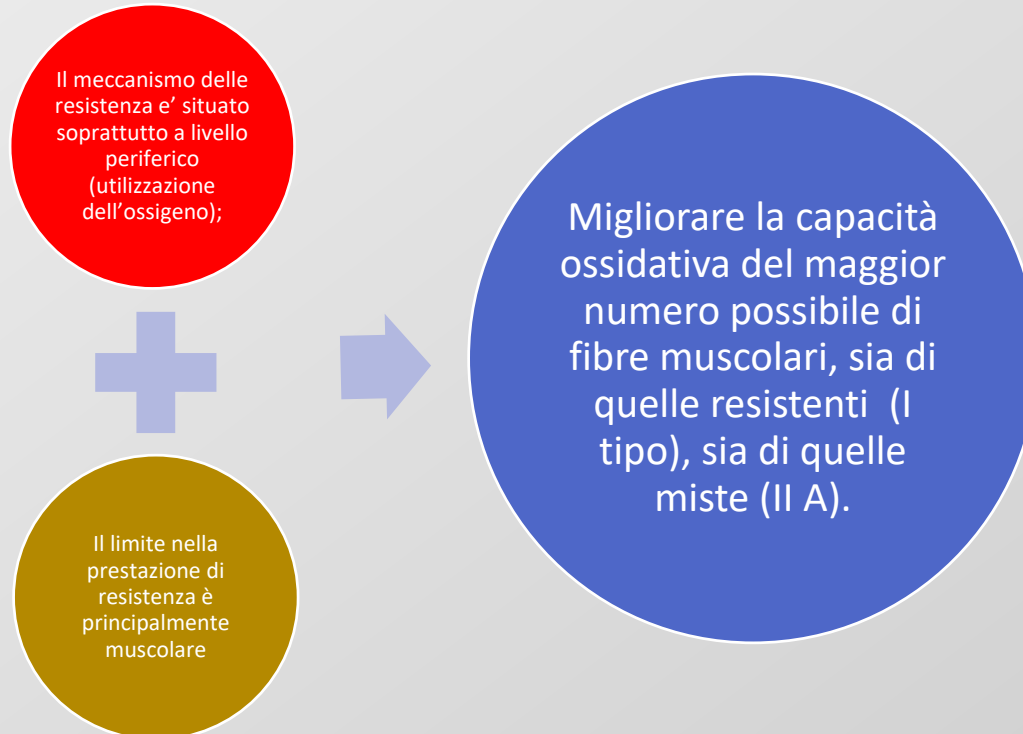 Il meccanismo delle
resistenza e’ situato
soprattutto a livello
periferico
(utilizzazione
dell’ossigeno);
Il limite nella
prestazione di
resistenza è
principalmente
muscolare
Migliorare la capacità
ossidativa del maggior
numero possibile di
fibre muscolari, sia di
quelle resistenti (I
tipo), sia di quelle
miste (II A).